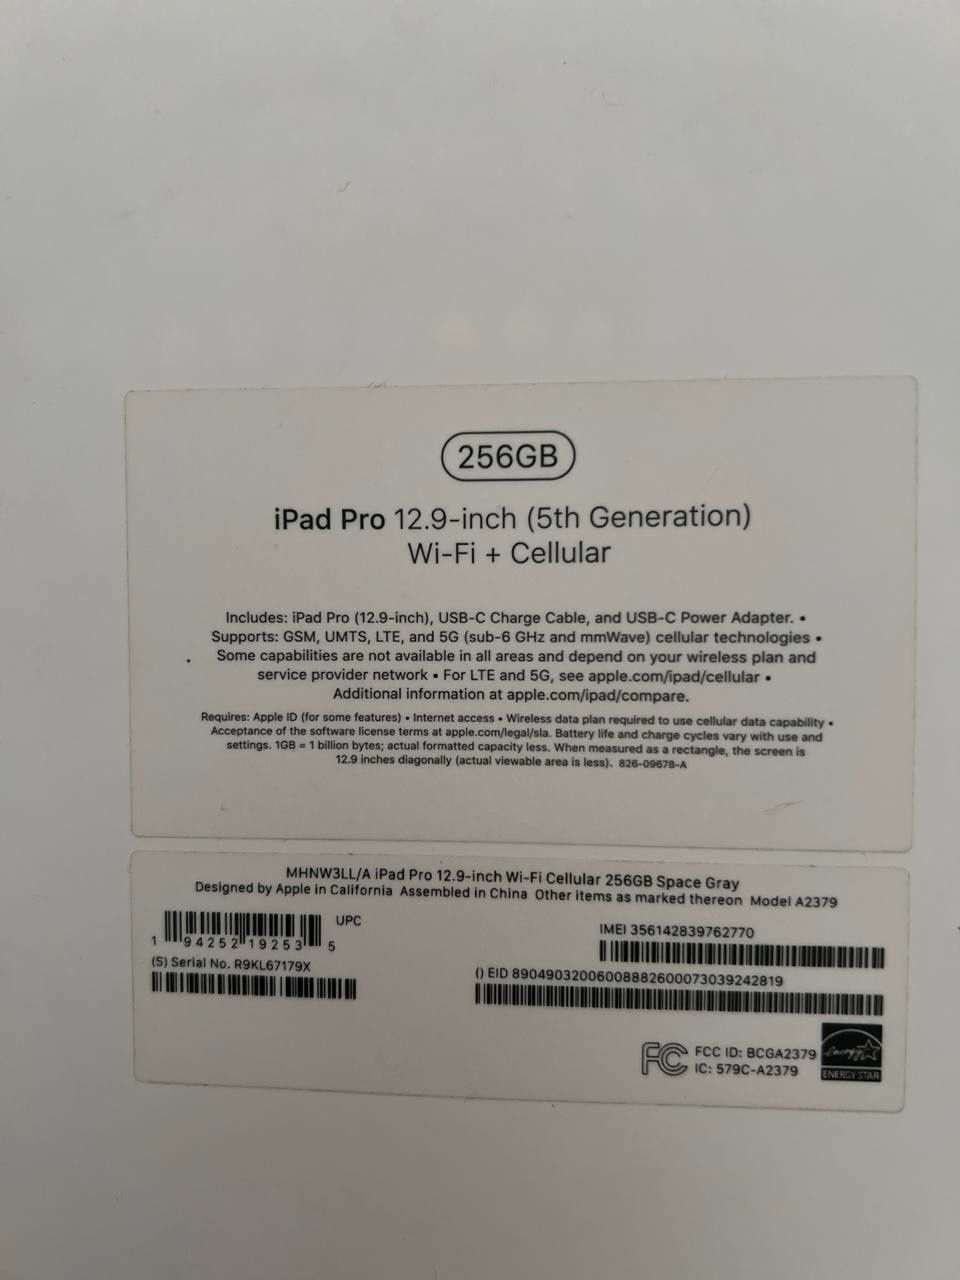 256GB
iPad Pro 12.9-inch (5th Generation)
Wi-Fi + Cellular
Includes: iPad Pro (12.9-inch), USB-C Charge Cable, and USB-C Power Adapter. •
Supports: GSM, UMTS, LTE, and 5G (sub-6 GHz and mmWave) cellular technologies •
Some capabilities are not available in all areas and depend on your wireless plan and
service provider network • For LTE and 5G, see apple.com/ipad/cellular •
Additional information at apple.com/ipad/compare.
Requires: Apple ID (for some features) • Internet access • Wireless data plan required to use cellular data capability •
Acceptance of the software license terms at apple.com/legal/sla. Battery life and charge cycles vary with use and
settings. 1GB = 1 billion bytes; actual formatted capacity less. When measured as a rectangle, the screen is
12.9 inches diagonally (actual viewable area is less). 826-09678-A
MHNW3LL/A iPad Pro 12.9-inch Wi-Fi Cellular 256GB Space Gray
Designed by Apple in California Assembled in China Other items as marked thereon Model A2379
UPC
1 94252 19253 5
(S) Serial No. R9KL67179X
IMEI 356142839762770
() EID 89049032006008882600073039242819
FC FCC ID: BCGA2379
IC: 579C-A2379
energy
ENERGY STAR